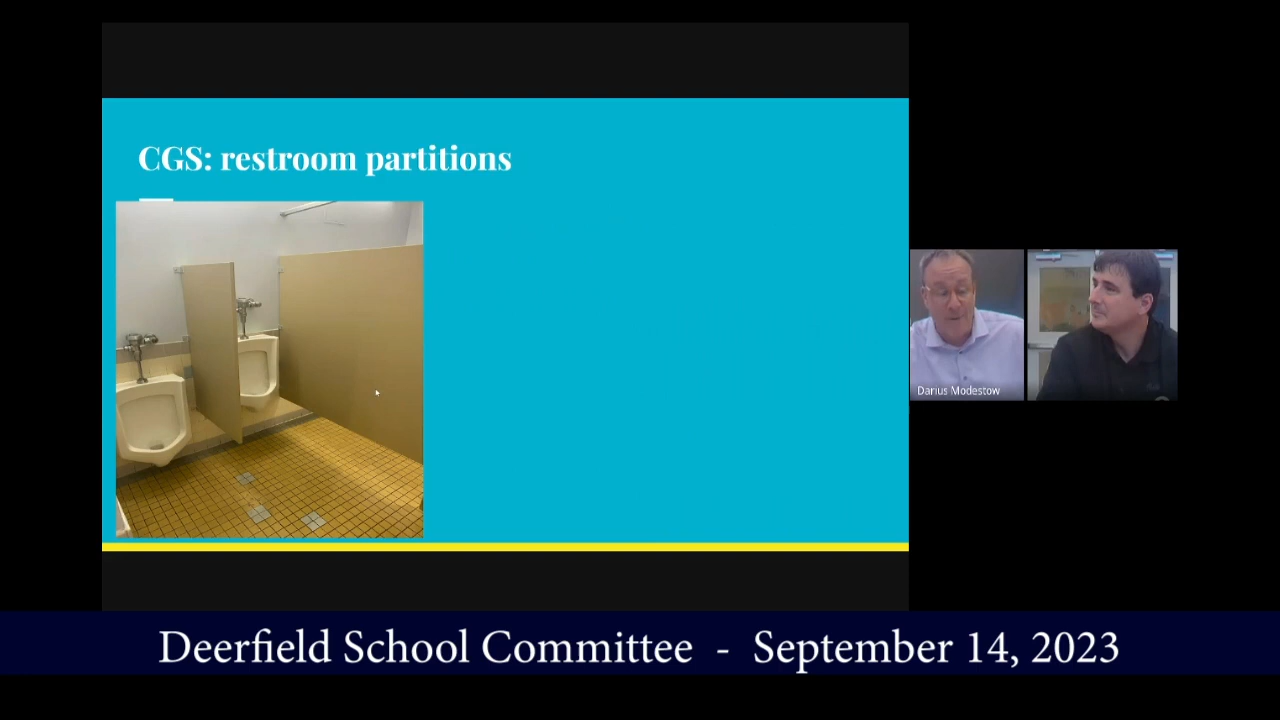 CGS: restroom partitions
Darius Modestow
Deerfield School Committee - September 14, 2023